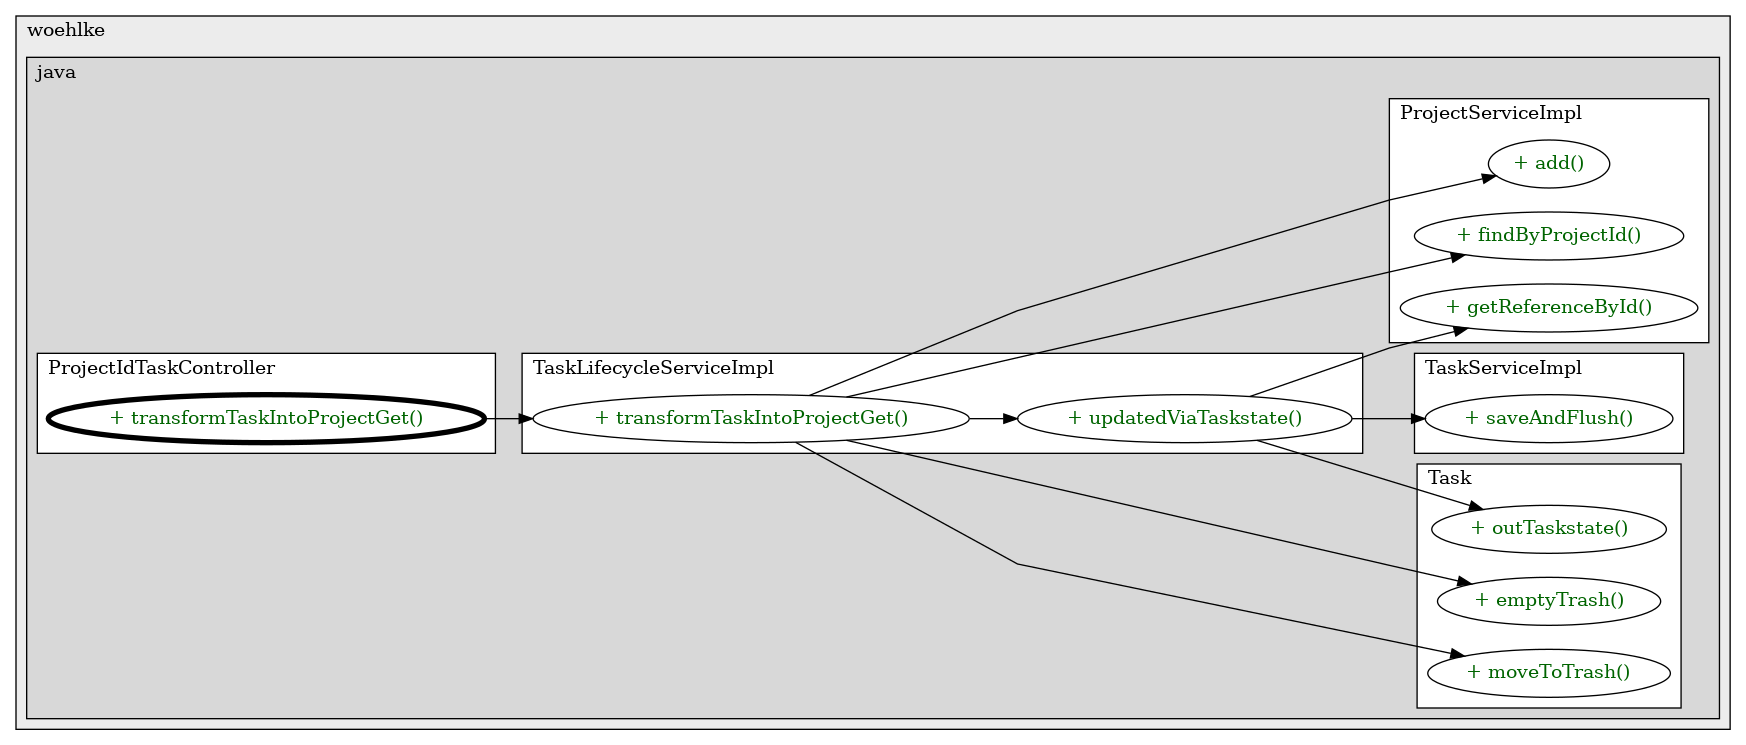 woehlke
java
ProjectServiceImpl
+ add()
+ findByProjectId()
+ getReferenceById()
ProjectIdTaskController
+ transformTaskIntoProjectGet()
TaskLifecycleServiceImpl
+ transformTaskIntoProjectGet()
+ updatedViaTaskstate()
TaskServiceImpl
+ saveAndFlush()
Task
+ outTaskstate()
+ emptyTrash()
+ moveToTrash()